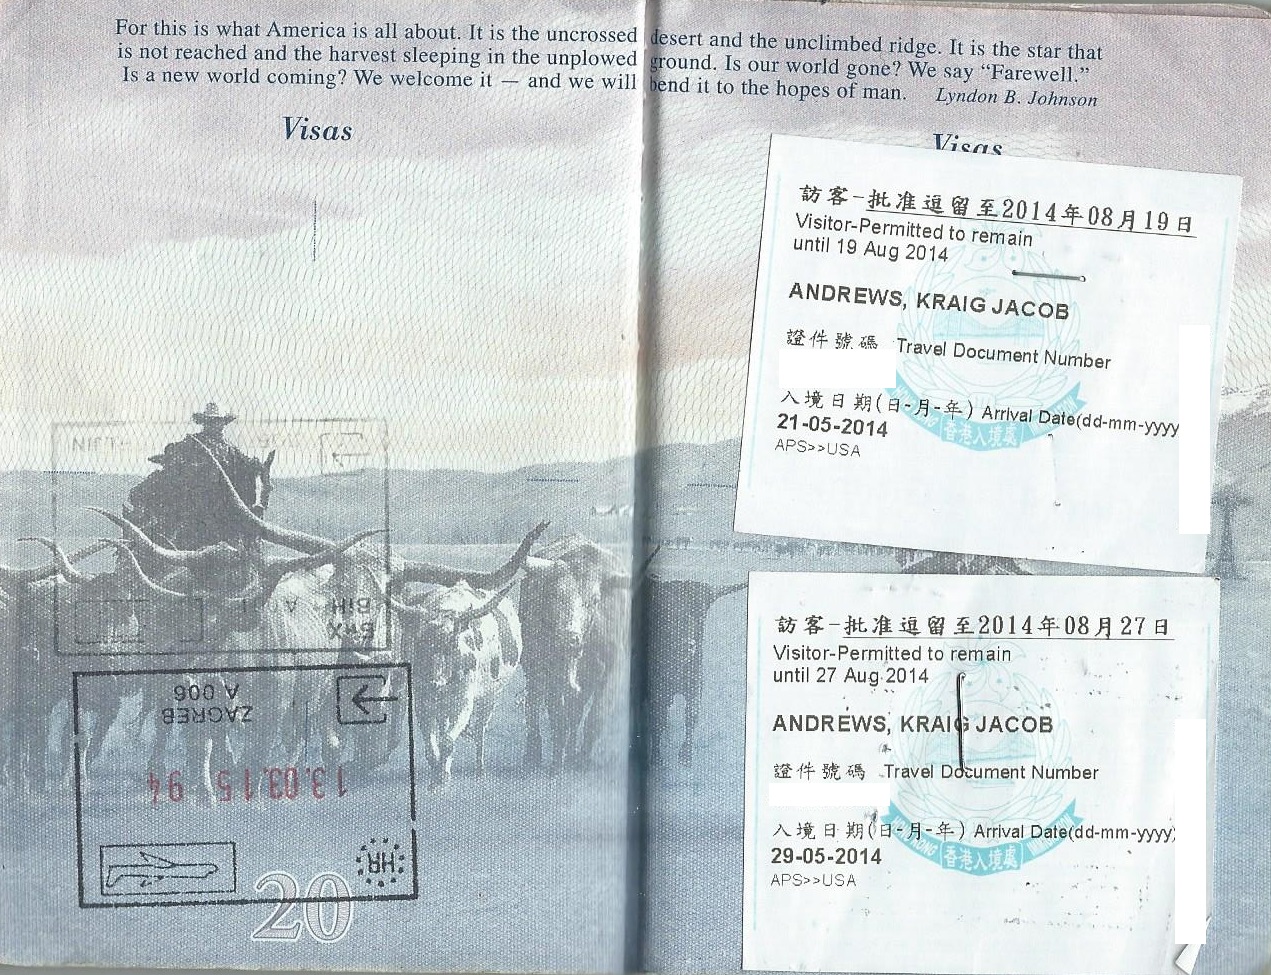 For this is what America is all about. It is the uncrossed desert and the unclimbed ridge. It is the star that
is not reached and the harvest sleeping in the unplowed ground. Is our world gone? We say “Farewell.”
Is a new world coming? We welcome it — and we will bend it to the hopes of man. Lyndon B. Johnson
Visas
BIH
ZAGREB
A 006
13.03.15 94
HR
20
Visas
訪客-批准逗留至2014年08月19日
Visitor-Permitted to remain
until 19 Aug 2014
ANDREWS, KRAIG JACOB
證件號碼 Travel Document Number
入境日期(日-月-年) Arrival Date(dd-mm-yyyy
21-05-2014
APS>>USA
HONG KONG 香港入境處 IMMIGRATION
訪客-批准逗留至2014年08月27日
Visitor-Permitted to remain
until 27 Aug 2014
ANDREWS, KRAIG JACOB
證件號碼 Travel Document Number
入境日期(日-月-年) Arrival Date(dd-mm-yyyy)
29-05-2014
APS>>USA
HONG KONG 香港入境處 IMMIGRATION